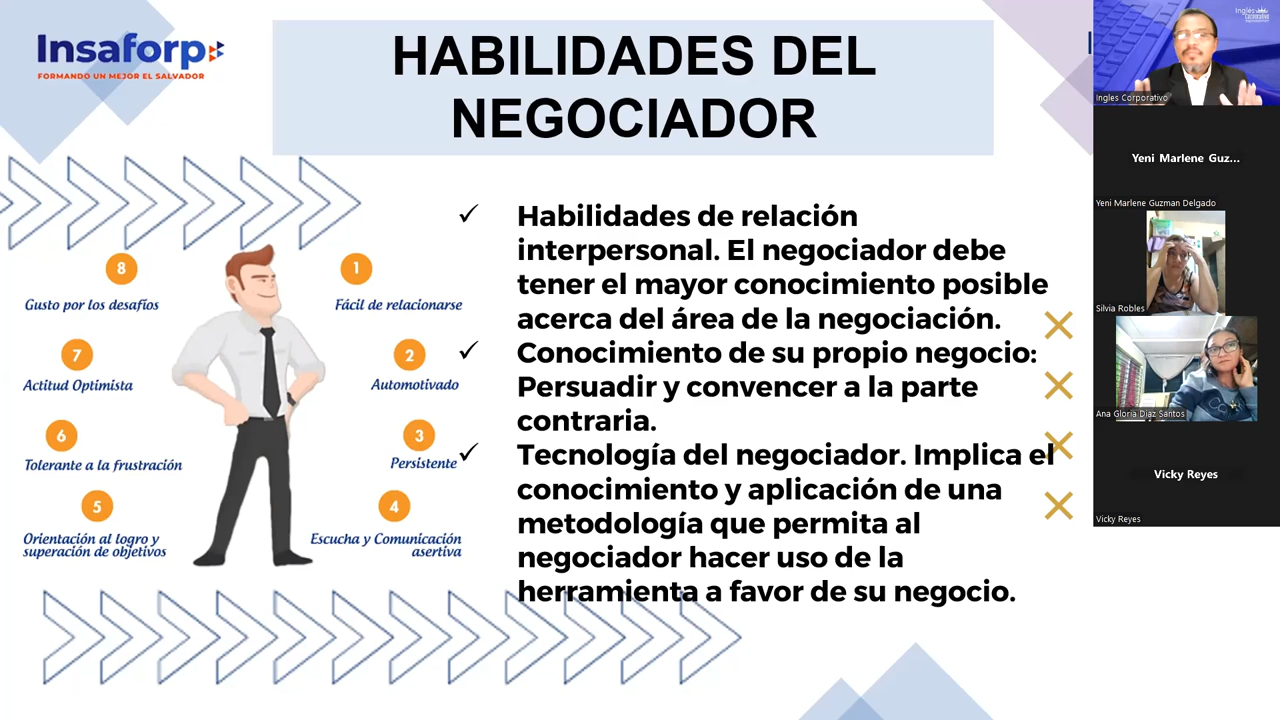 Insaforp
FORMANDO UN MEJOR EL SALVADOR
HABILIDADES DEL
NEGOCIADOR
8
Gusto por los desafíos
7
Actitud Optimista
6
Tolerante a la frustración
5
Orientación al logro y
superación de objetivos
1
Fácil de relacionarse
2
Automotivado
3
Persistente
4
Escucha y Comunicación
asertiva
✓ Habilidades de relación
interpersonal. El negociador debe
tener el mayor conocimiento posible
acerca del área de la negociación.
✓ Conocimiento de su propio negocio:
Persuadir y convencer a la parte
contraria.
✓ Tecnología del negociador. Implica el
conocimiento y aplicación de una
metodología que permita al
negociador hacer uso de la
herramienta a favor de su negocio.
Inglés
Corporativo
Ingles Corporativo
Yeni Marlene Guz...
Yeni Marlene Guzman Delgado
Silvia Robles
Ana Gloria Diaz Santos
Vicky Reyes
Vicky Reyes